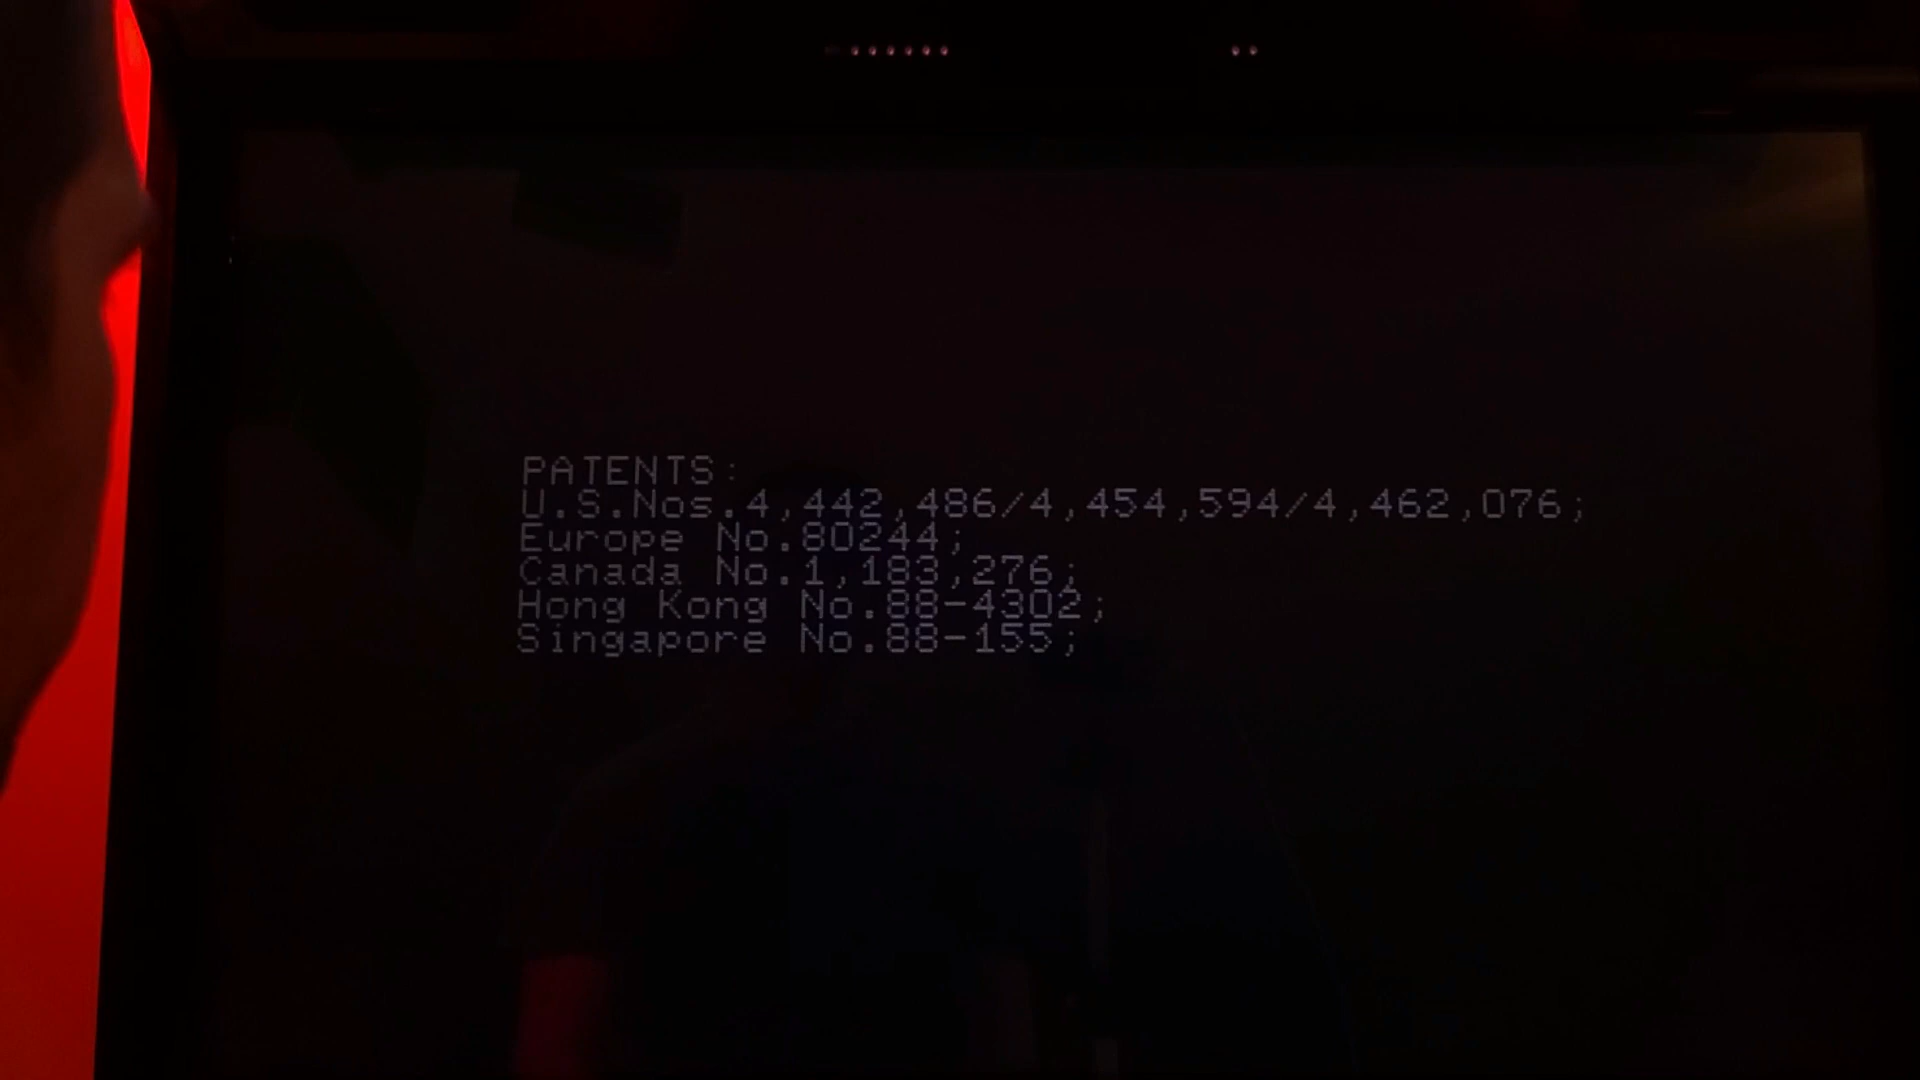 PATENTS:
U.S.Nos.4,442,486/4,454,594/4,462,076;
Europe No.80244;
Canada No.1,183,276;
Hong Kong No.88-4302;
Singapore No.88-155;